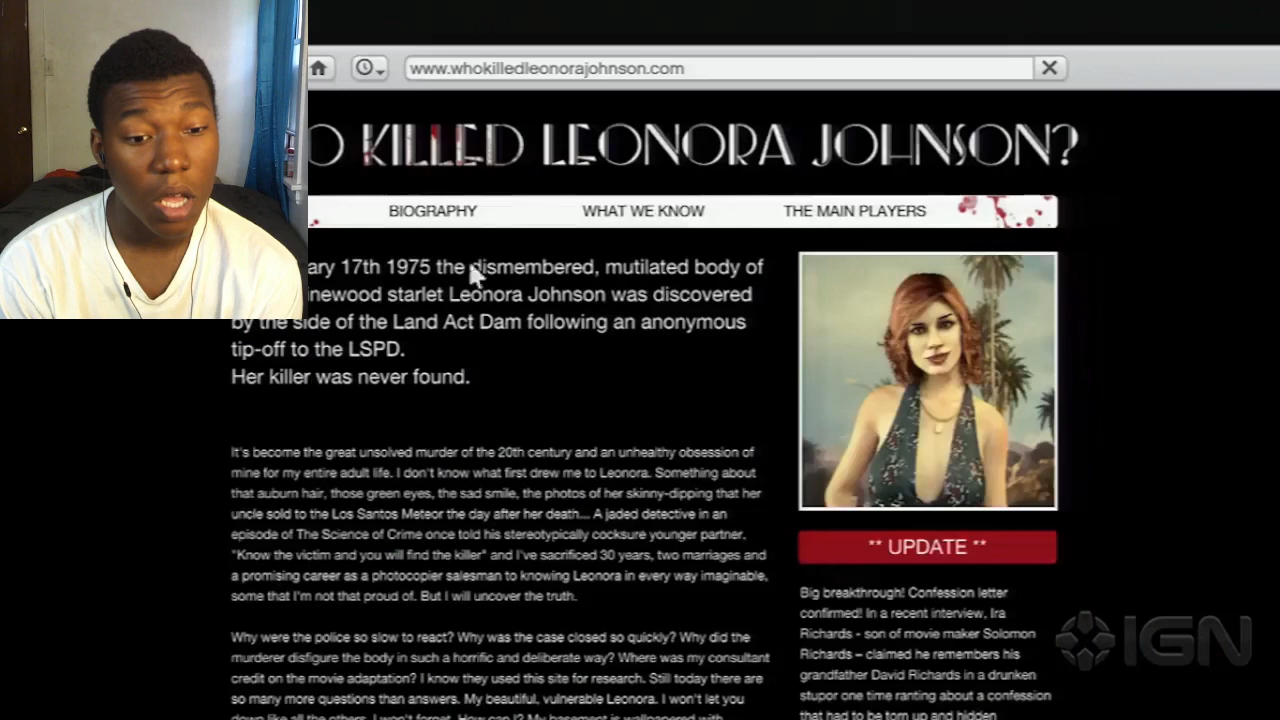 www.whokilledleonorajohnson.com
O KILLED LEONORA JOHNSON?
BIOGRAPHY WHAT WE KNOW THE MAIN PLAYERS
ary 17th 1975 the dismembered, mutilated body of
inewood starlet Leonora Johnson was discovered
by the side of the Land Act Dam following an anonymous
tip-off to the LSPD.
Her killer was never found.
It's become the great unsolved murder of the 20th century and an unhealthy obsession of
mine for my entire adult life. I don't know what first drew me to Leonora. Something about
that auburn hair, those green eyes, the sad smile, the photos of her skinny-dipping that her
uncle sold to the Los Santos Meteor the day after her death... A jaded detective in an
episode of The Science of Crime once told his stereotypically cocksure younger partner.
"Know the victim and you will find the killer" and I've sacrificed 30 years, two marriages and
a promising career as a photocopier salesman to knowing Leonora in every way imaginable,
some that I'm not that proud of. But I will uncover the truth.
Why were the police so slow to react? Why was the case closed so quickly? Why did the
murderer disfigure the body in such a horrific and deliberate way? Where was my consultant
credit on the movie adaptation? I know they used this site for research. Still today there are
so many more questions than answers. My beautiful, vulnerable Leonora. I won't let you
down like all the others. I won't forget. How can I? My basement is wallpapered with
** UPDATE **
Big breakthrough! Confession letter
confirmed! In a recent interview, Ira
Richards - son of movie maker Solomon
Richards – claimed he remembers his
grandfather David Richards in a drunken
stupor one time ranting about a confession
that had to be torn up and hidden
IGN